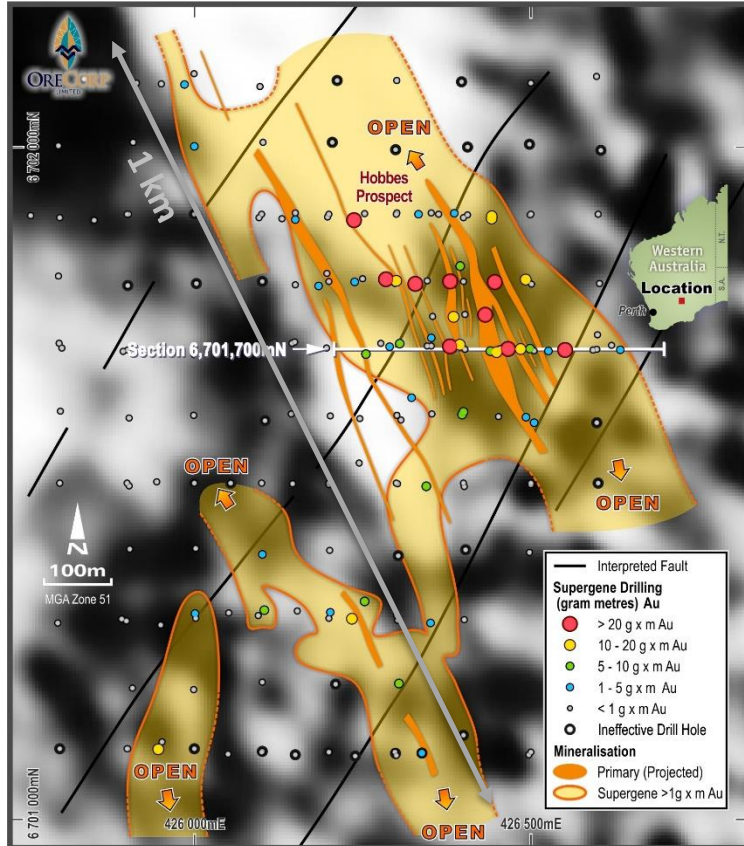 ORECORP
LIMITED
6 702 000mN
1 km
OPEN
Hobbes
Prospect
Western
Australia
N.T.
S.A.
Location
Perth
Section 6,701,700mN
OPEN
OPEN
N
100m
MGA Zone 51
Interpreted Fault
Supergene Drilling
(gram metres) Au
> 20 g x m Au
10 - 20 g x m Au
5 - 10 g x m Au
1 - 5 g x m Au
< 1 g x m Au
Ineffective Drill Hole
Mineralisation
Primary (Projected)
Supergene >1g x m Au
OPEN
OPEN
6 701 000mN
426 000mE
426 500mE